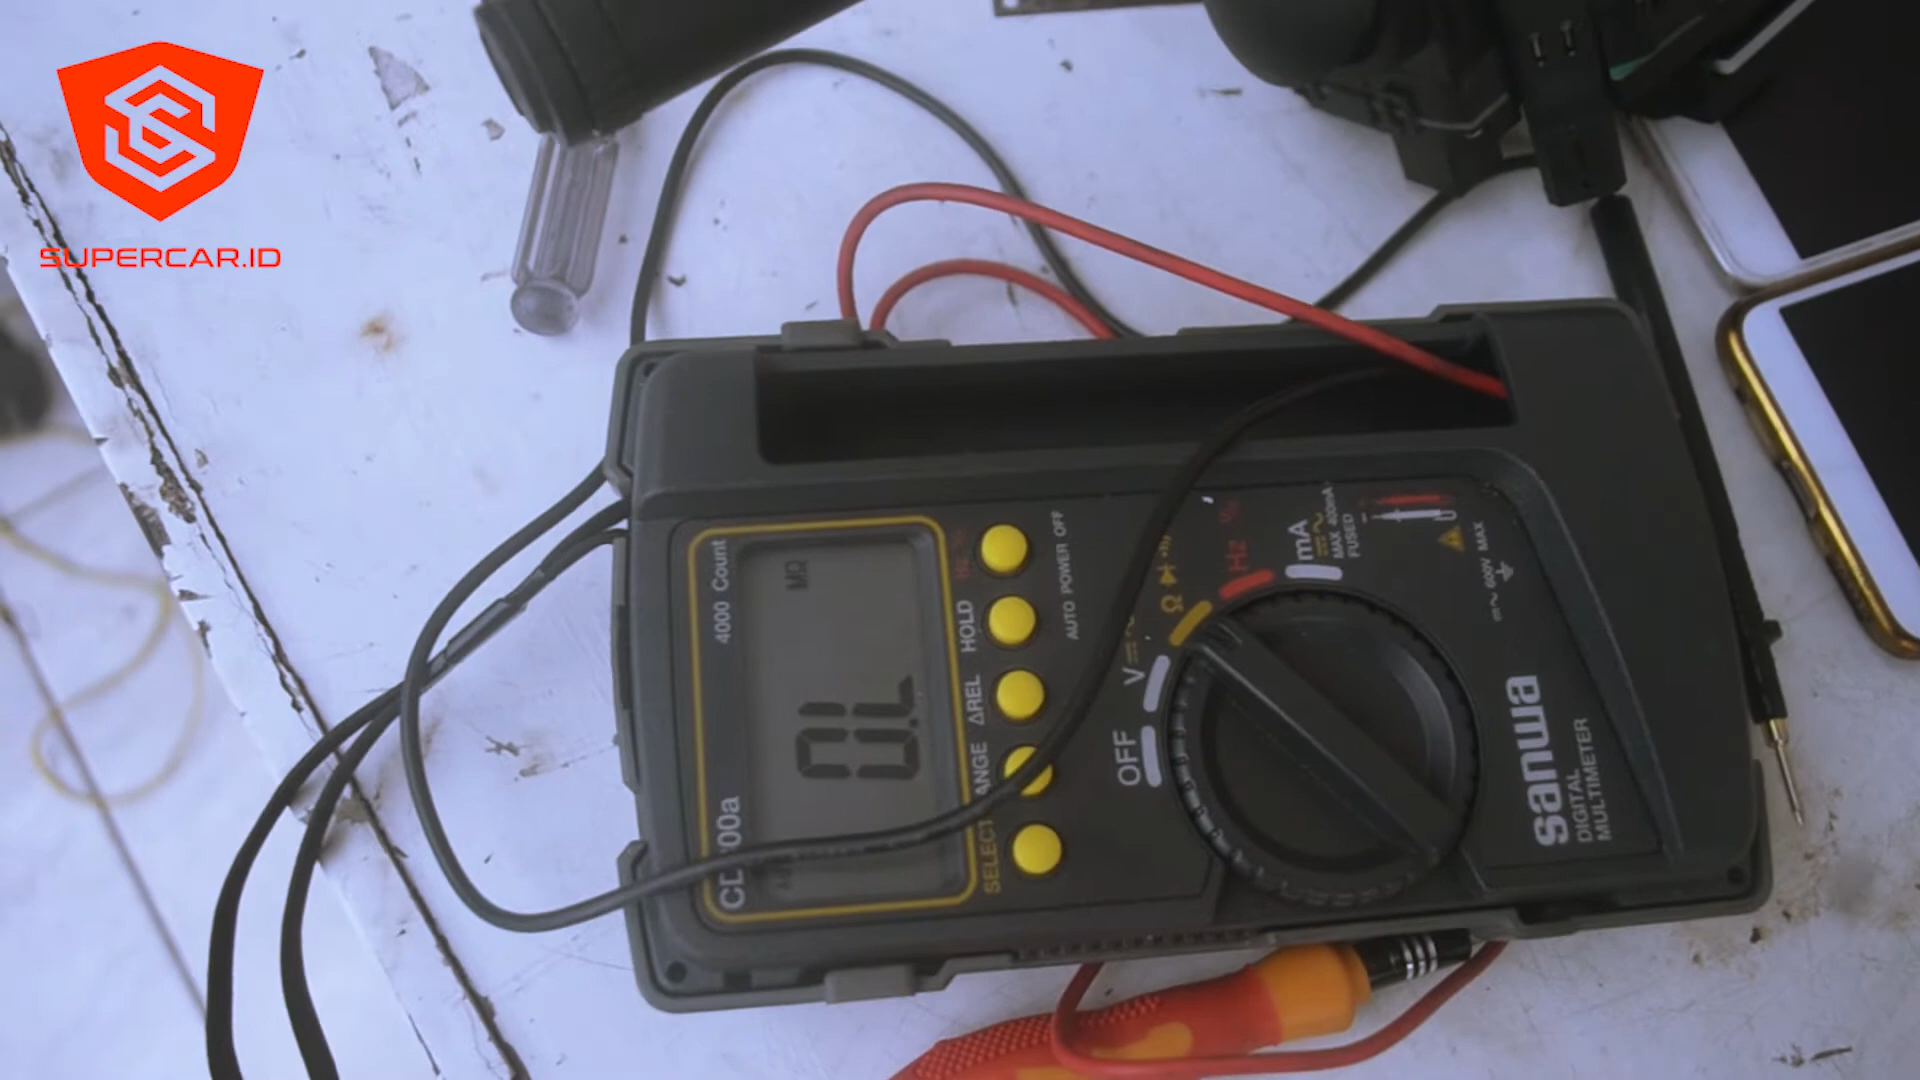 SUPERCAR.ID
4000 Count
MΩ
O.L
Hz
HOLD
ΔREL
SELECT
AUTO POWER OFF
OFF
V
Ω
Hz %
mA
MAX 400mA
FUSED
600V MAX
sanwa
DIGITAL
MULTIMETER